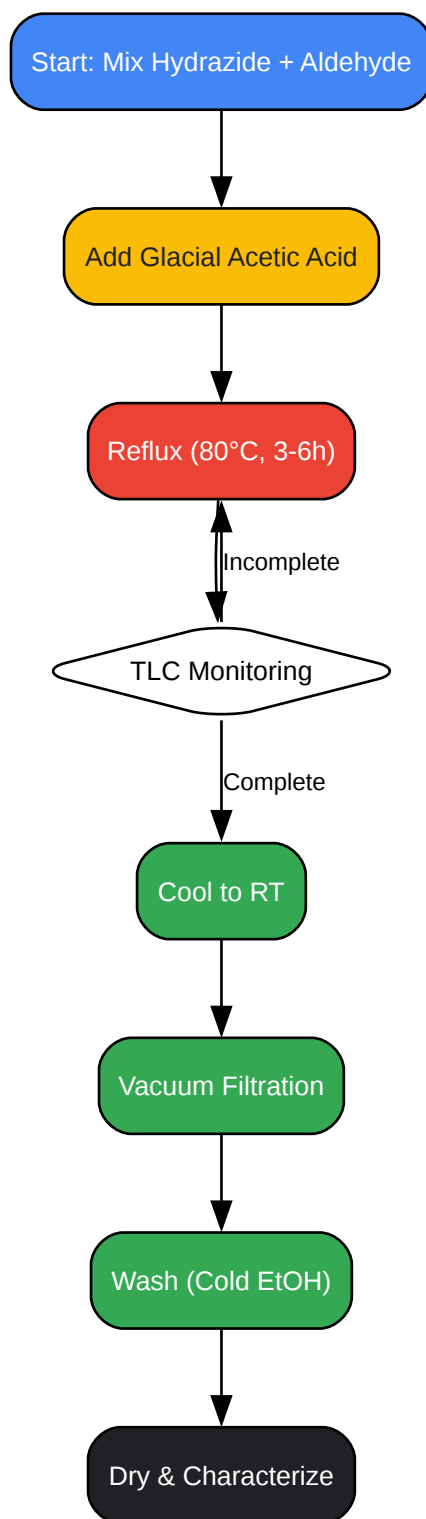 Start: Mix Hydrazide + Aldehyde
Add Glacial Acetic Acid
Reflux (80°C, 3-6h)
Incomplete
TLC Monitoring
Complete
Cool to RT
Vacuum Filtration
Wash (Cold EtOH)
Dry & Characterize